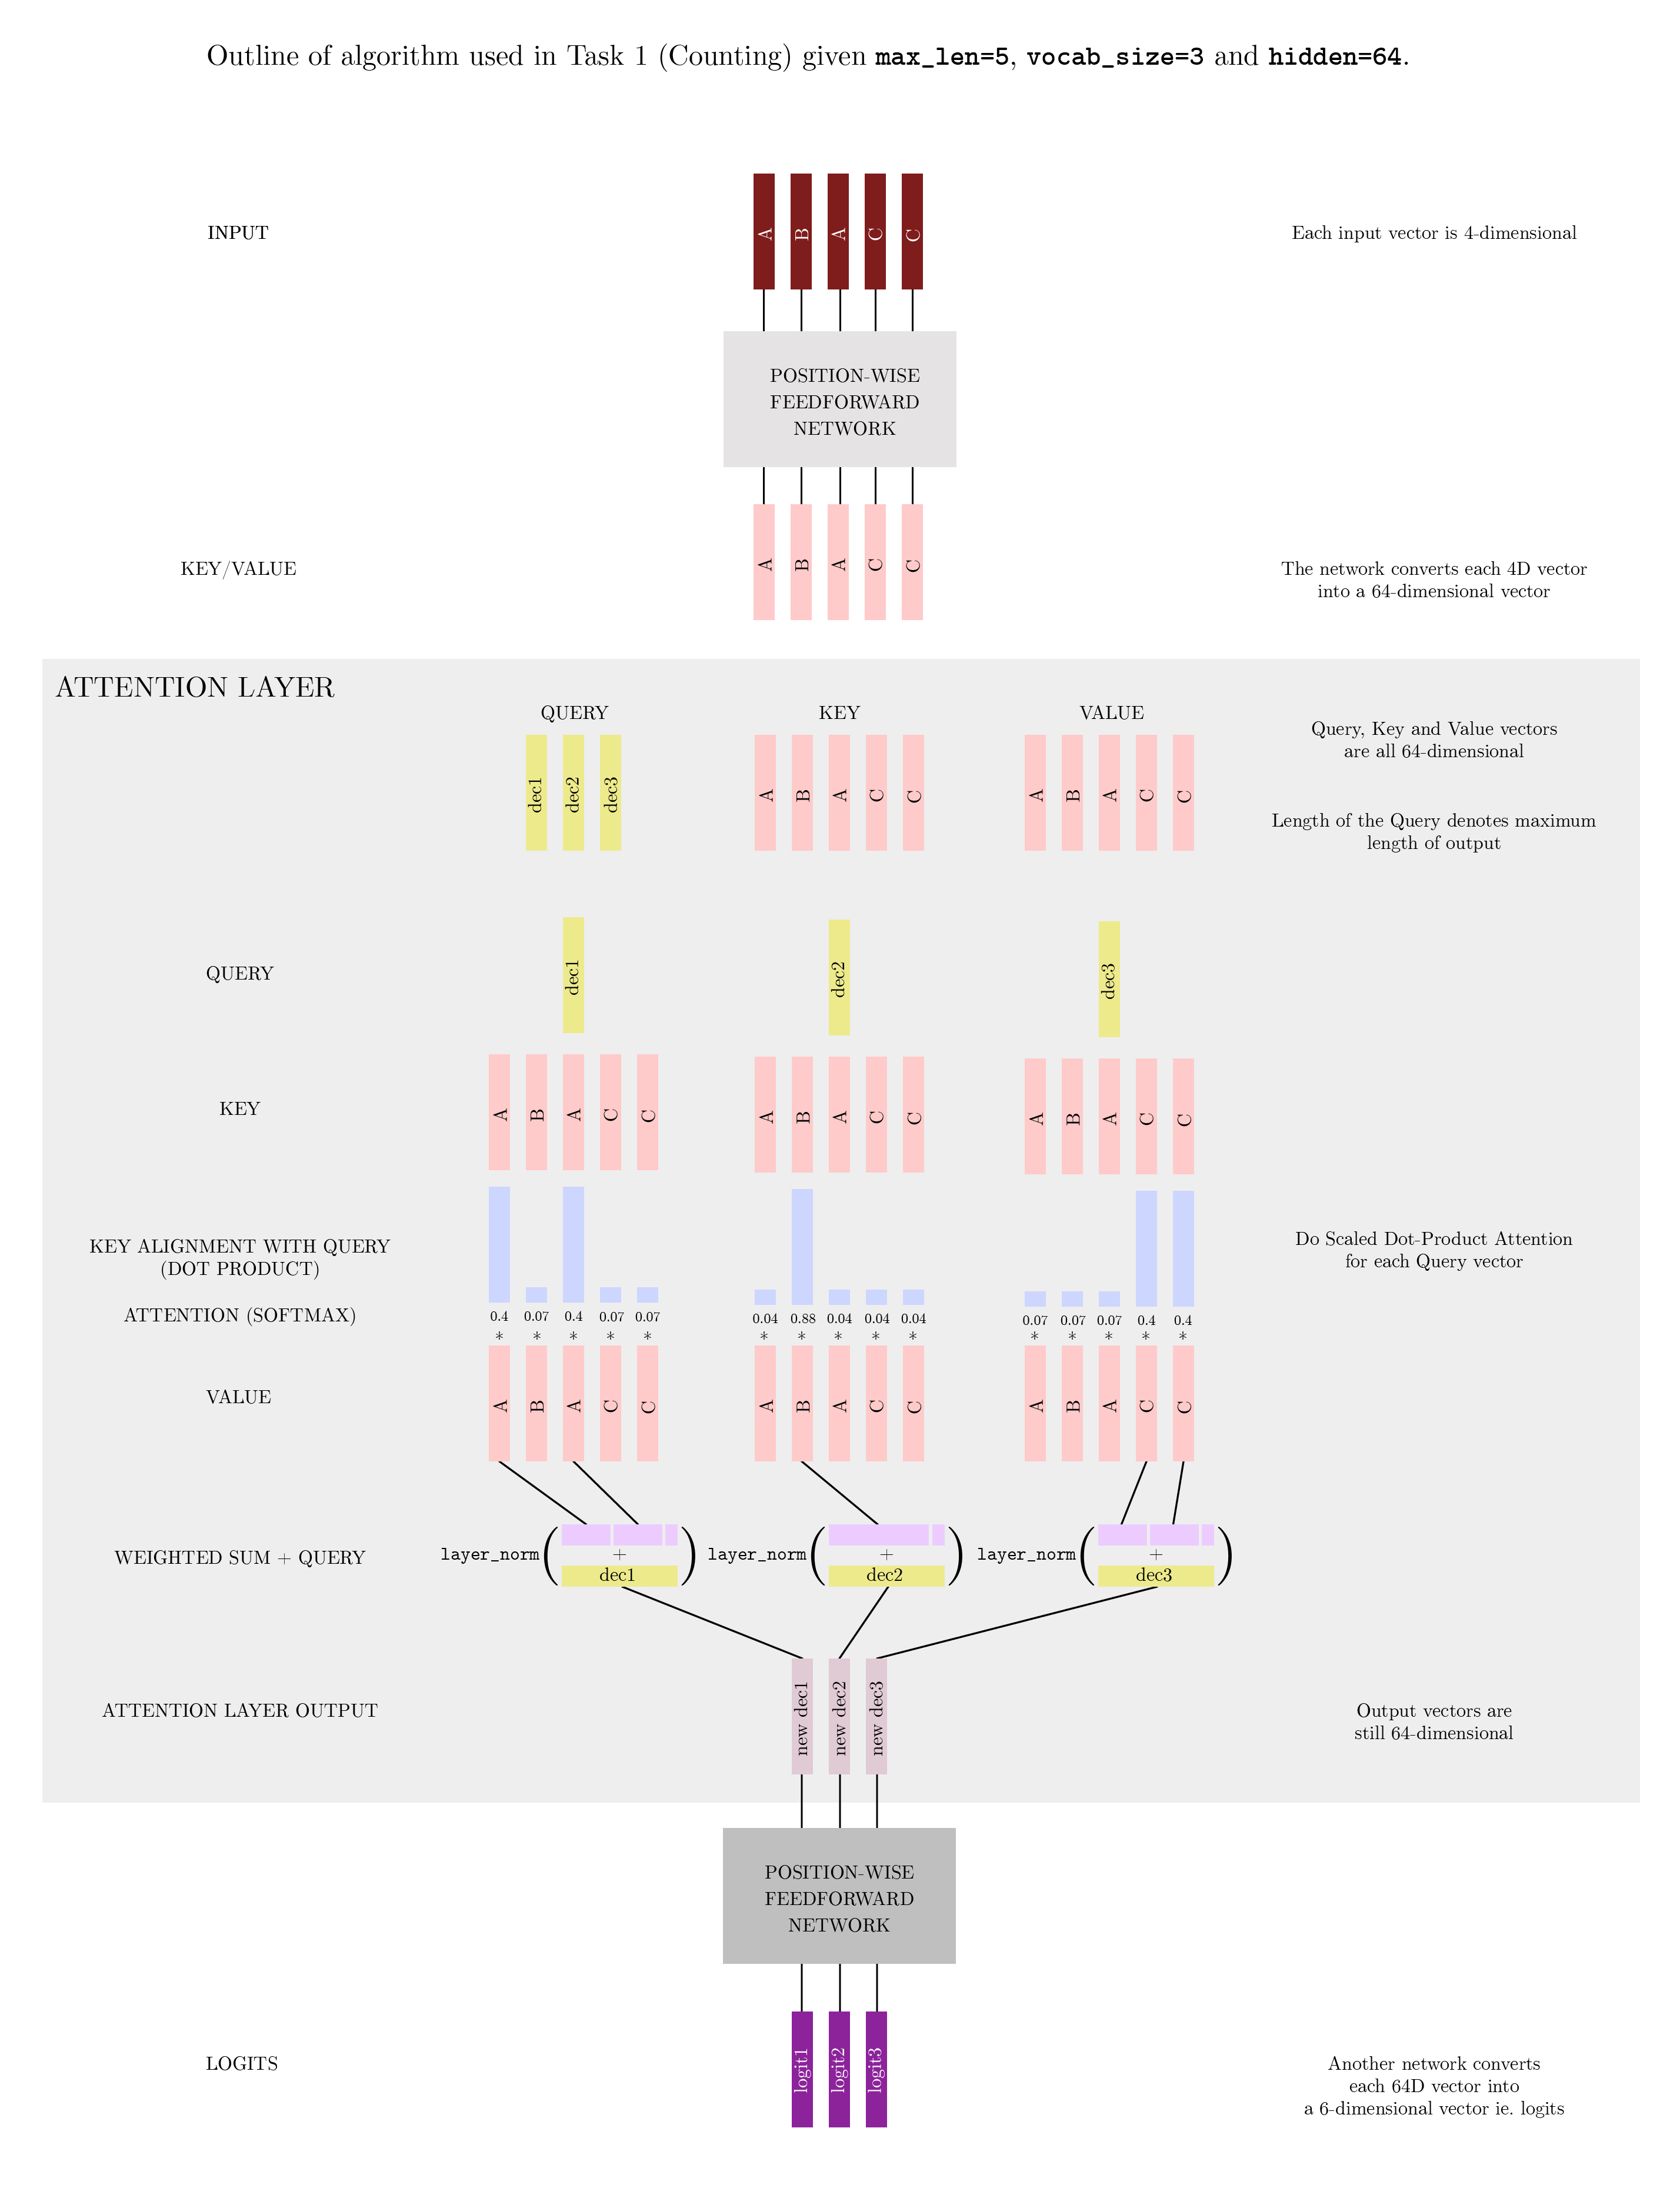 Outline of algorithm used in Task 1 (Counting) given max_len=5, vocab_size=3 and hidden=64.
INPUT
A B A C C
Each input vector is 4-dimensional
POSITION-WISE
FEEDFORWARD
NETWORK
KEY/VALUE
A B A C C
The network converts each 4D vector
into a 64-dimensional vector
ATTENTION LAYER
QUERY KEY VALUE
dec1 dec2 dec3 A B A C C A B A C C
Query, Key and Value vectors
are all 64-dimensional
Length of the Query denotes maximum
length of output
QUERY
dec1 dec2 dec3
KEY
A B A C C A B A C C A B A C C
KEY ALIGNMENT WITH QUERY
(DOT PRODUCT)
Do Scaled Dot-Product Attention
for each Query vector
ATTENTION (SOFTMAX)
0.4 0.07 0.4 0.07 0.07 0.04 0.88 0.04 0.04 0.04 0.07 0.07 0.07 0.4 0.4
* * * * * * * * * * * * * * *
VALUE
A B A C C A B A C C A B A C C
WEIGHTED SUM + QUERY
layer_norm( + dec1 ) layer_norm( + dec2 ) layer_norm( + dec3 )
ATTENTION LAYER OUTPUT
new dec1 new dec2 new dec3
Output vectors are
still 64-dimensional
POSITION-WISE
FEEDFORWARD
NETWORK
LOGITS
logit1 logit2 logit3
Another network converts
each 64D vector into
a 6-dimensional vector ie. logits